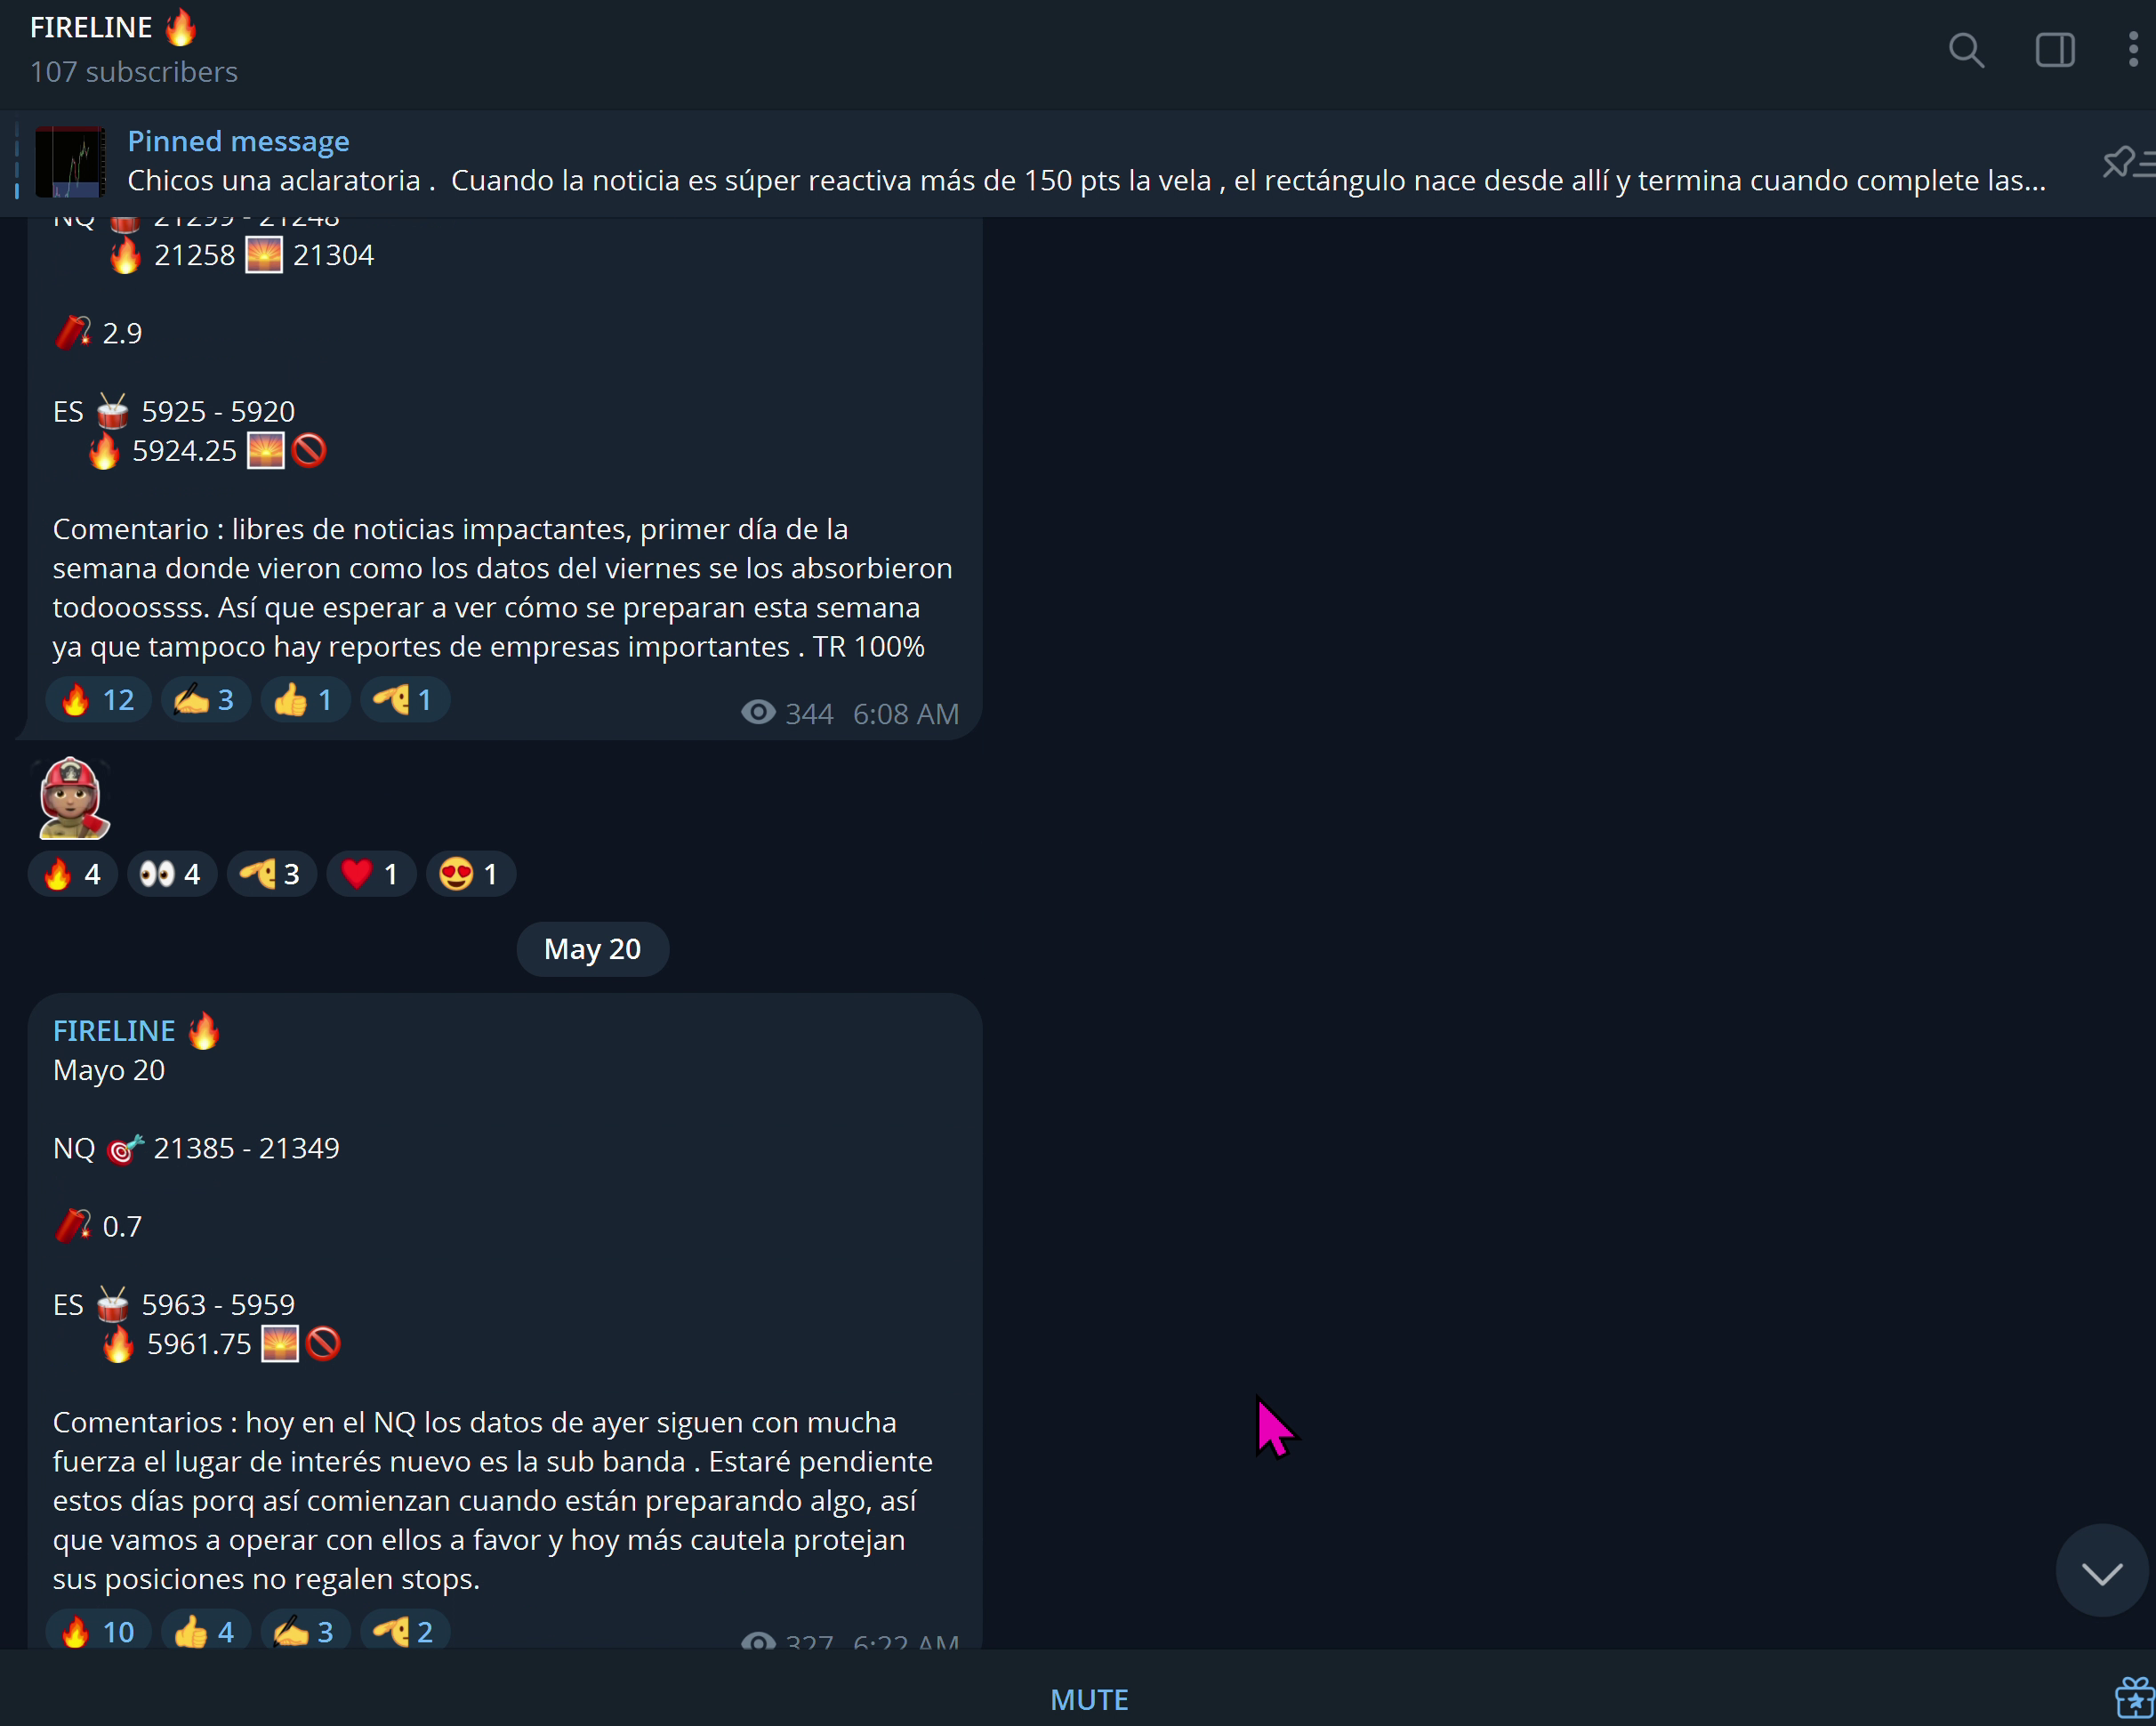 FIRELINE 🔥
107 subscribers
Pinned message
Chicos una aclaratoria .  Cuando la noticia es súper reactiva más de 150 pts la vela , el rectángulo nace desde allí y termina cuando complete las...
NQ 🥁 21299 - 21248
🔥 21258 🌅 21304
🧨 2.9
ES 🥁 5925 - 5920
🔥 5924.25 🌅🚫
Comentario : libres de noticias impactantes, primer día de la
semana donde vieron como los datos del viernes se los absorbieron
todooossss. Así que esperar a ver cómo se preparan esta semana
ya que tampoco hay reportes de empresas importantes . TR 100%
🔥 12 ✍ 3 👍 1 🫡 1
344 6:08 AM
🔥 4 👀 4 🫡 3 ❤ 1 😍 1
May 20
FIRELINE 🔥
Mayo 20
NQ 🎯 21385 - 21349
🧨 0.7
ES 🥁 5963 - 5959
🔥 5961.75 🌅🚫
Comentarios : hoy en el NQ los datos de ayer siguen con mucha
fuerza el lugar de interés nuevo es la sub banda . Estaré pendiente
estos días porq así comienzan cuando están preparando algo, así
que vamos a operar con ellos a favor y hoy más cautela protejan
sus posiciones no regalen stops.
🔥 10 👍 4 ✍ 3 🫡 2
327 6:22 AM
MUTE